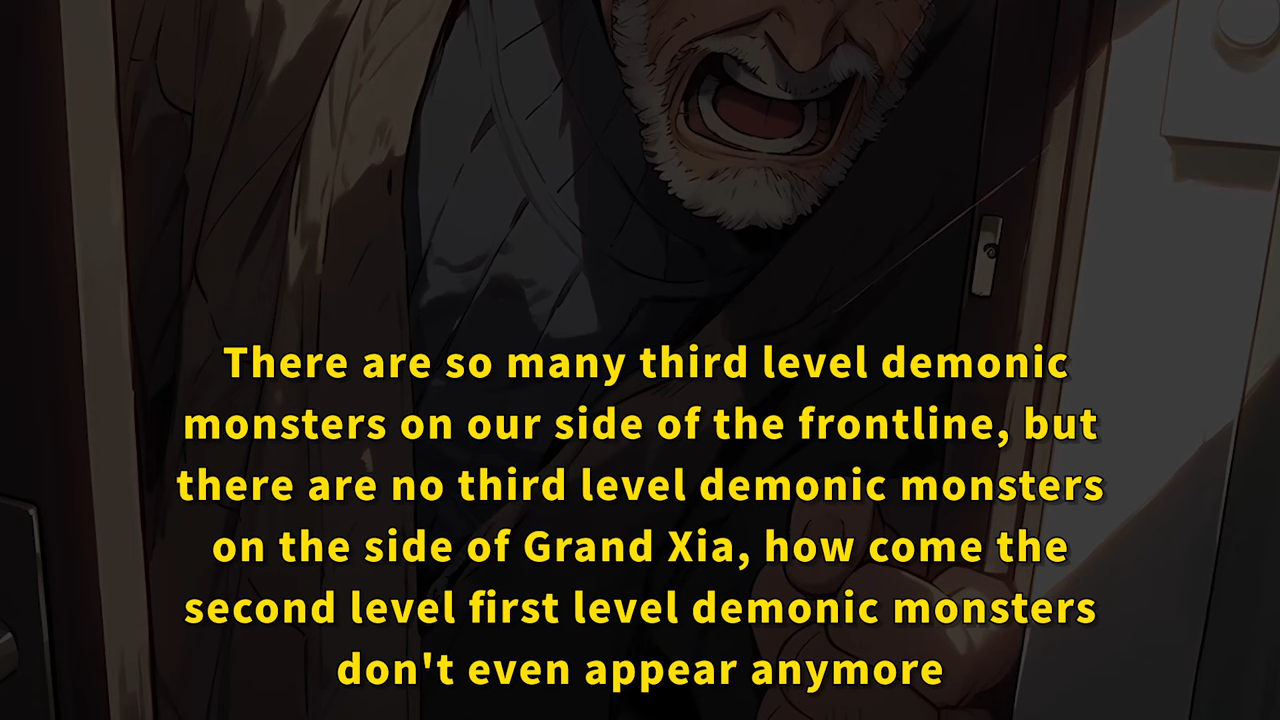 There are so many third level demonic
monsters on our side of the frontline, but
there are no third level demonic monsters
on the side of Grand Xia, how come the
second level first level demonic monsters
don't even appear anymore